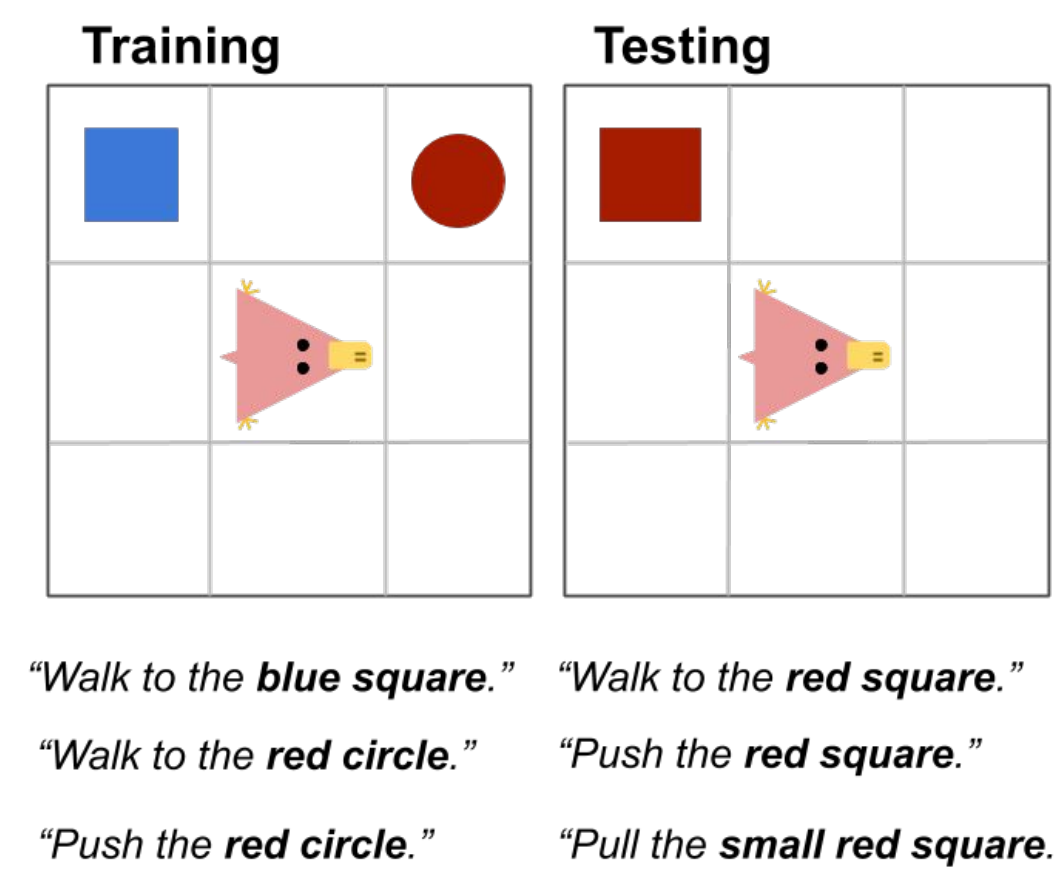 Training
Testing
“Walk to the blue square.”
“Walk to the red circle.”
“Push the red circle.”
“Walk to the red square.”
“Push the red square.”
“Pull the small red square.